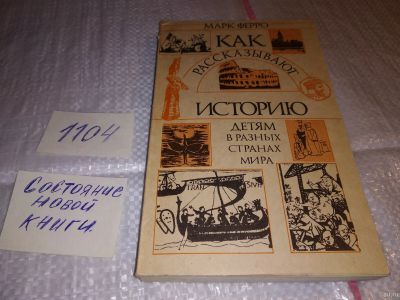 МАРК ФЕРРО
КАК
РАССКАЗЫВАЮТ
ИСТОРИЮ
ДЕТЯМ
В РАЗНЫХ
СТРАНАХ
МИРА
1104
Состояние
новой
книги